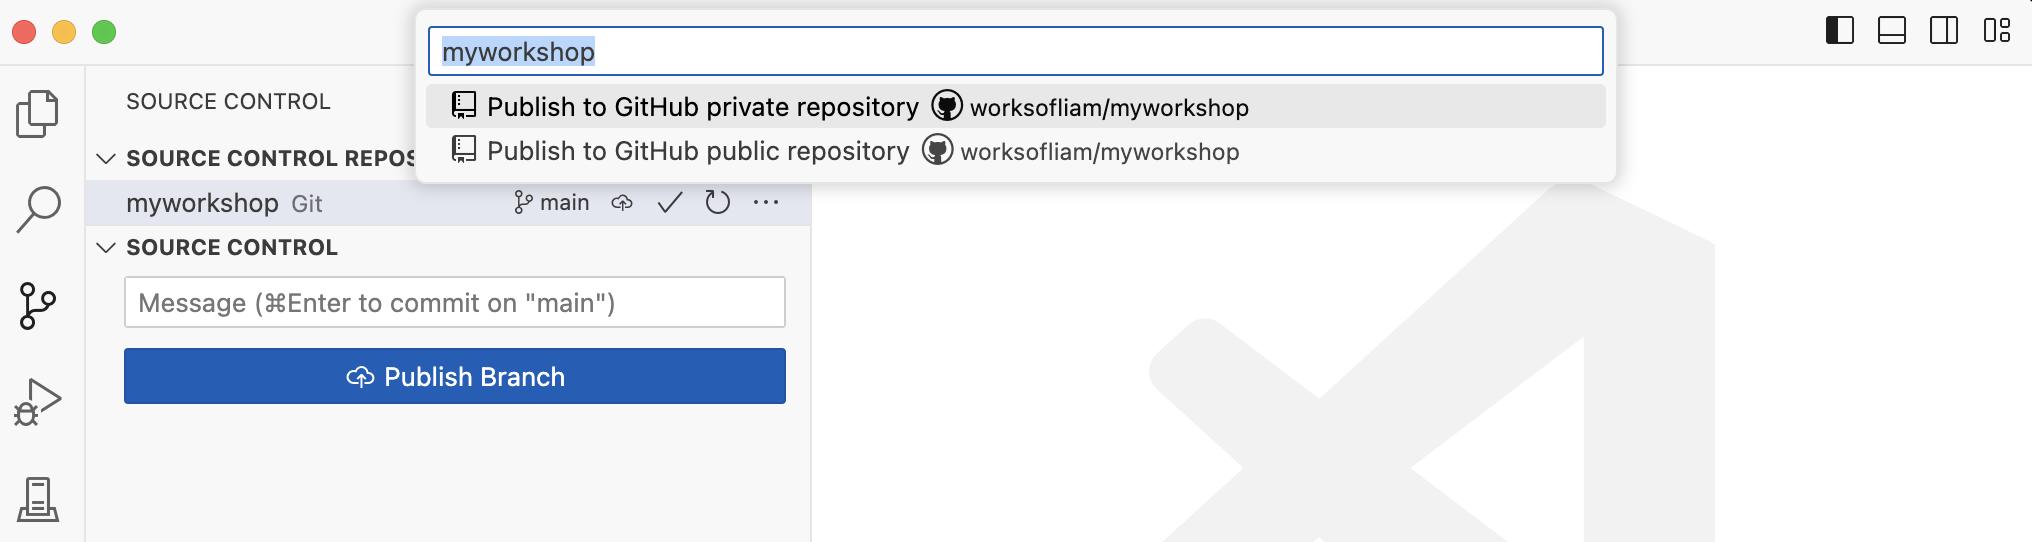 myworkshop
Publish to GitHub private repository worksofliam/myworkshop
Publish to GitHub public repository worksofliam/myworkshop
SOURCE CONTROL
SOURCE CONTROL REPOS
myworkshop Git main
SOURCE CONTROL
Message (⌘Enter to commit on "main")
Publish Branch